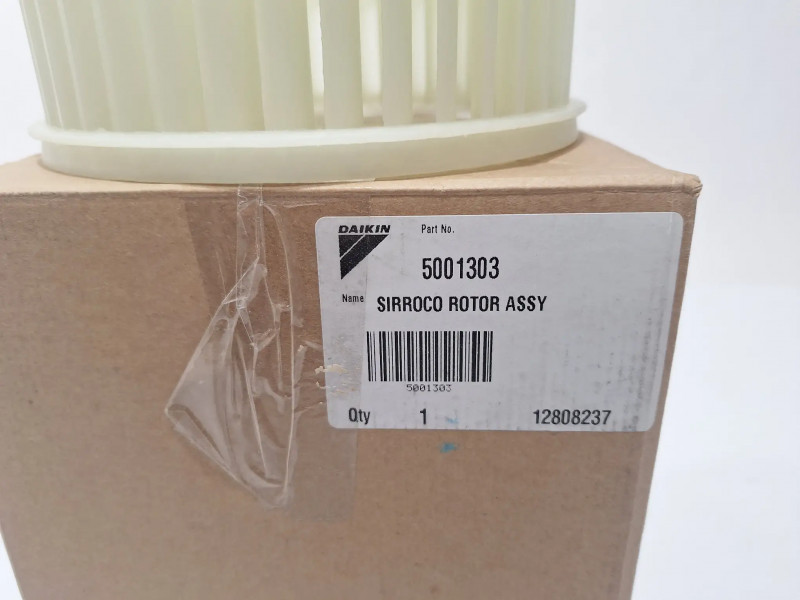 DAIKIN
Part No.
5001303
Name SIRROCO ROTOR ASSY
5001303
Qty 1 12808237